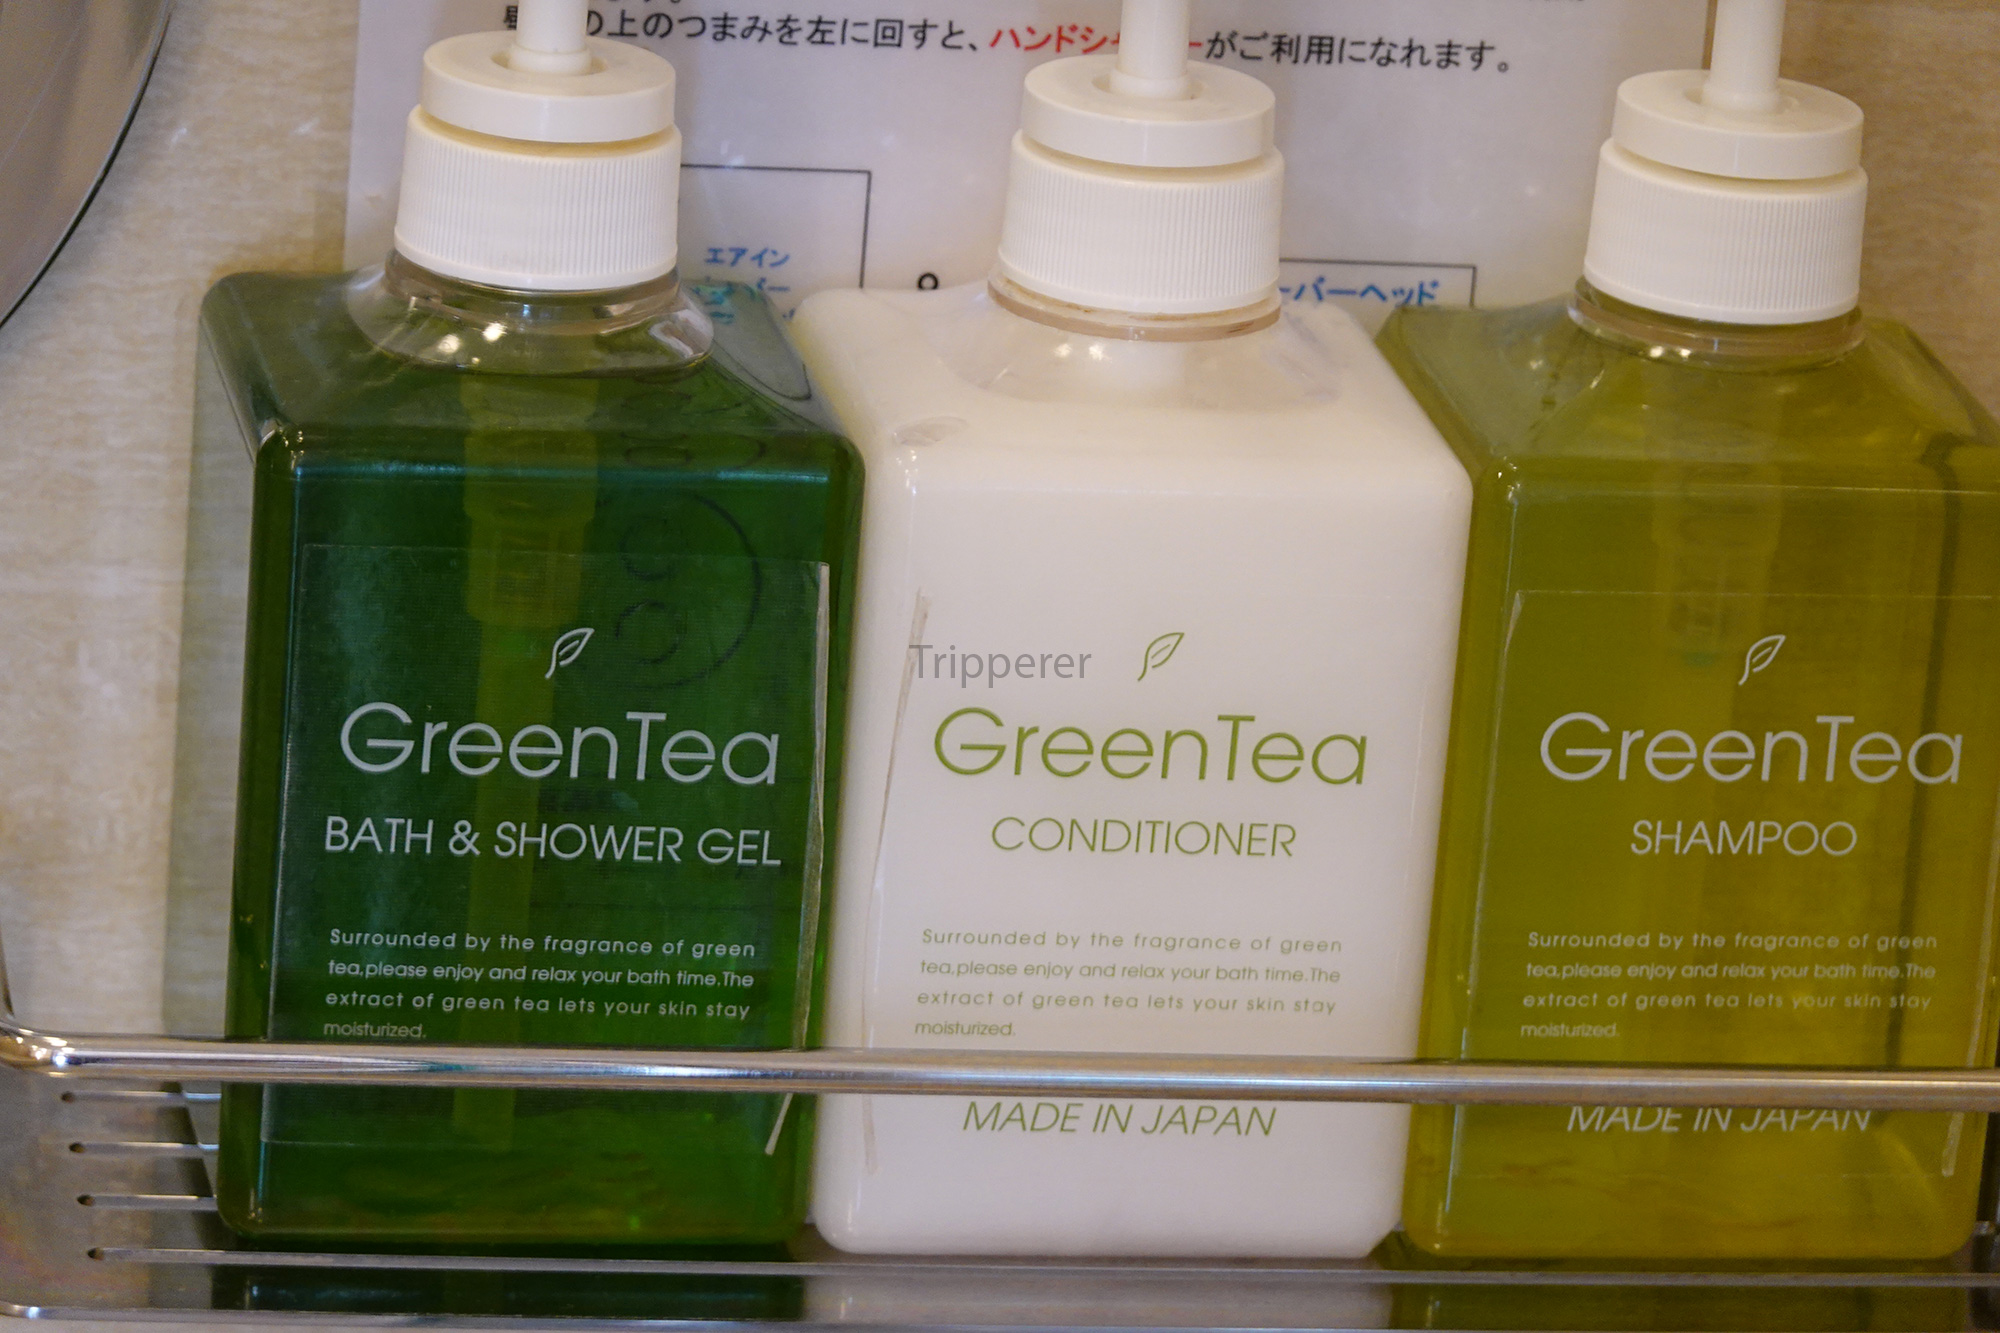 の上のつまみを左に回すと、ハンドシ ーがご利用になれます。
エアイン
バーヘッド
Tripperer
GreenTea
BATH & SHOWER GEL
Surrounded by the fragrance of green
tea,please enjoy and relax your bath time.The
extract of green tea lets your skin stay
moisturized.
GreenTea
CONDITIONER
Surrounded by the fragrance of green
tea,please enjoy and relax your bath time.The
extract of green tea lets your skin stay
moisturized.
MADE IN JAPAN
GreenTea
SHAMPOO
Surrounded by the fragrance of green
tea,please enjoy and relax your bath time.The
extract of green tea lets your skin stay
moisturized.
MADE IN JAPAN